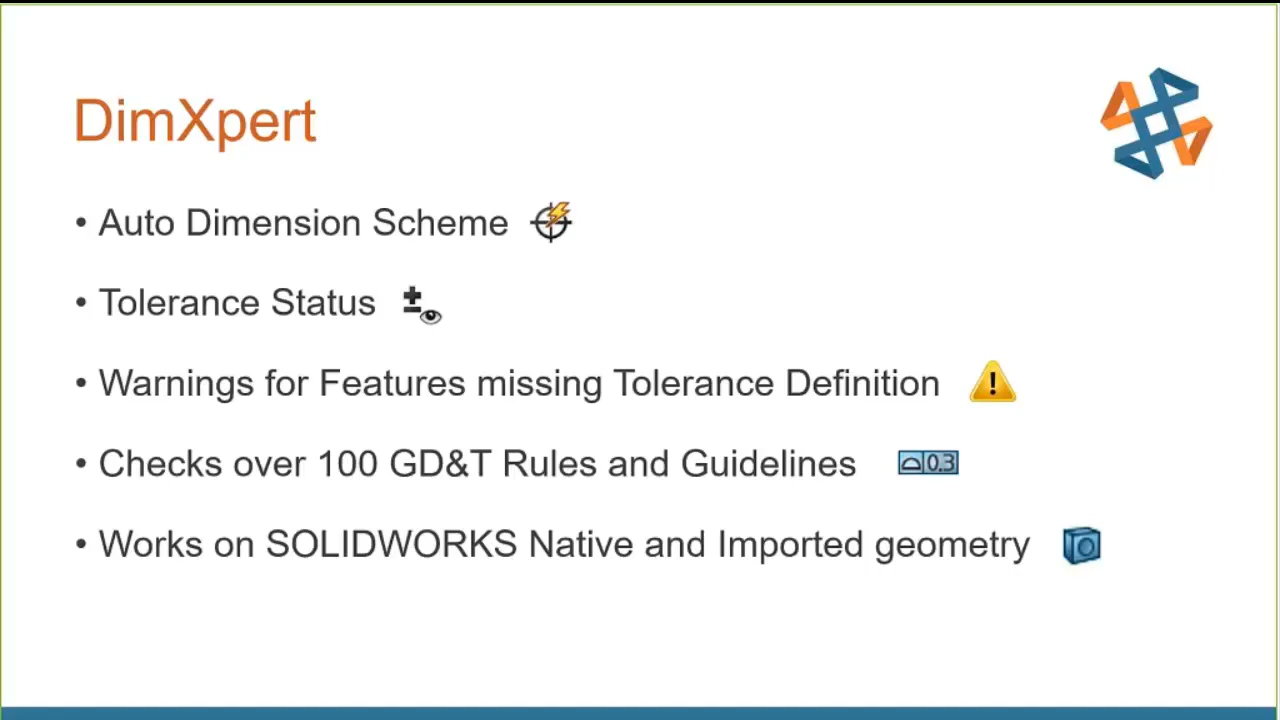 DimXpert
• Auto Dimension Scheme
• Tolerance Status
• Warnings for Features missing Tolerance Definition
• Checks over 100 GD&T Rules and Guidelines 0.3
• Works on SOLIDWORKS Native and Imported geometry